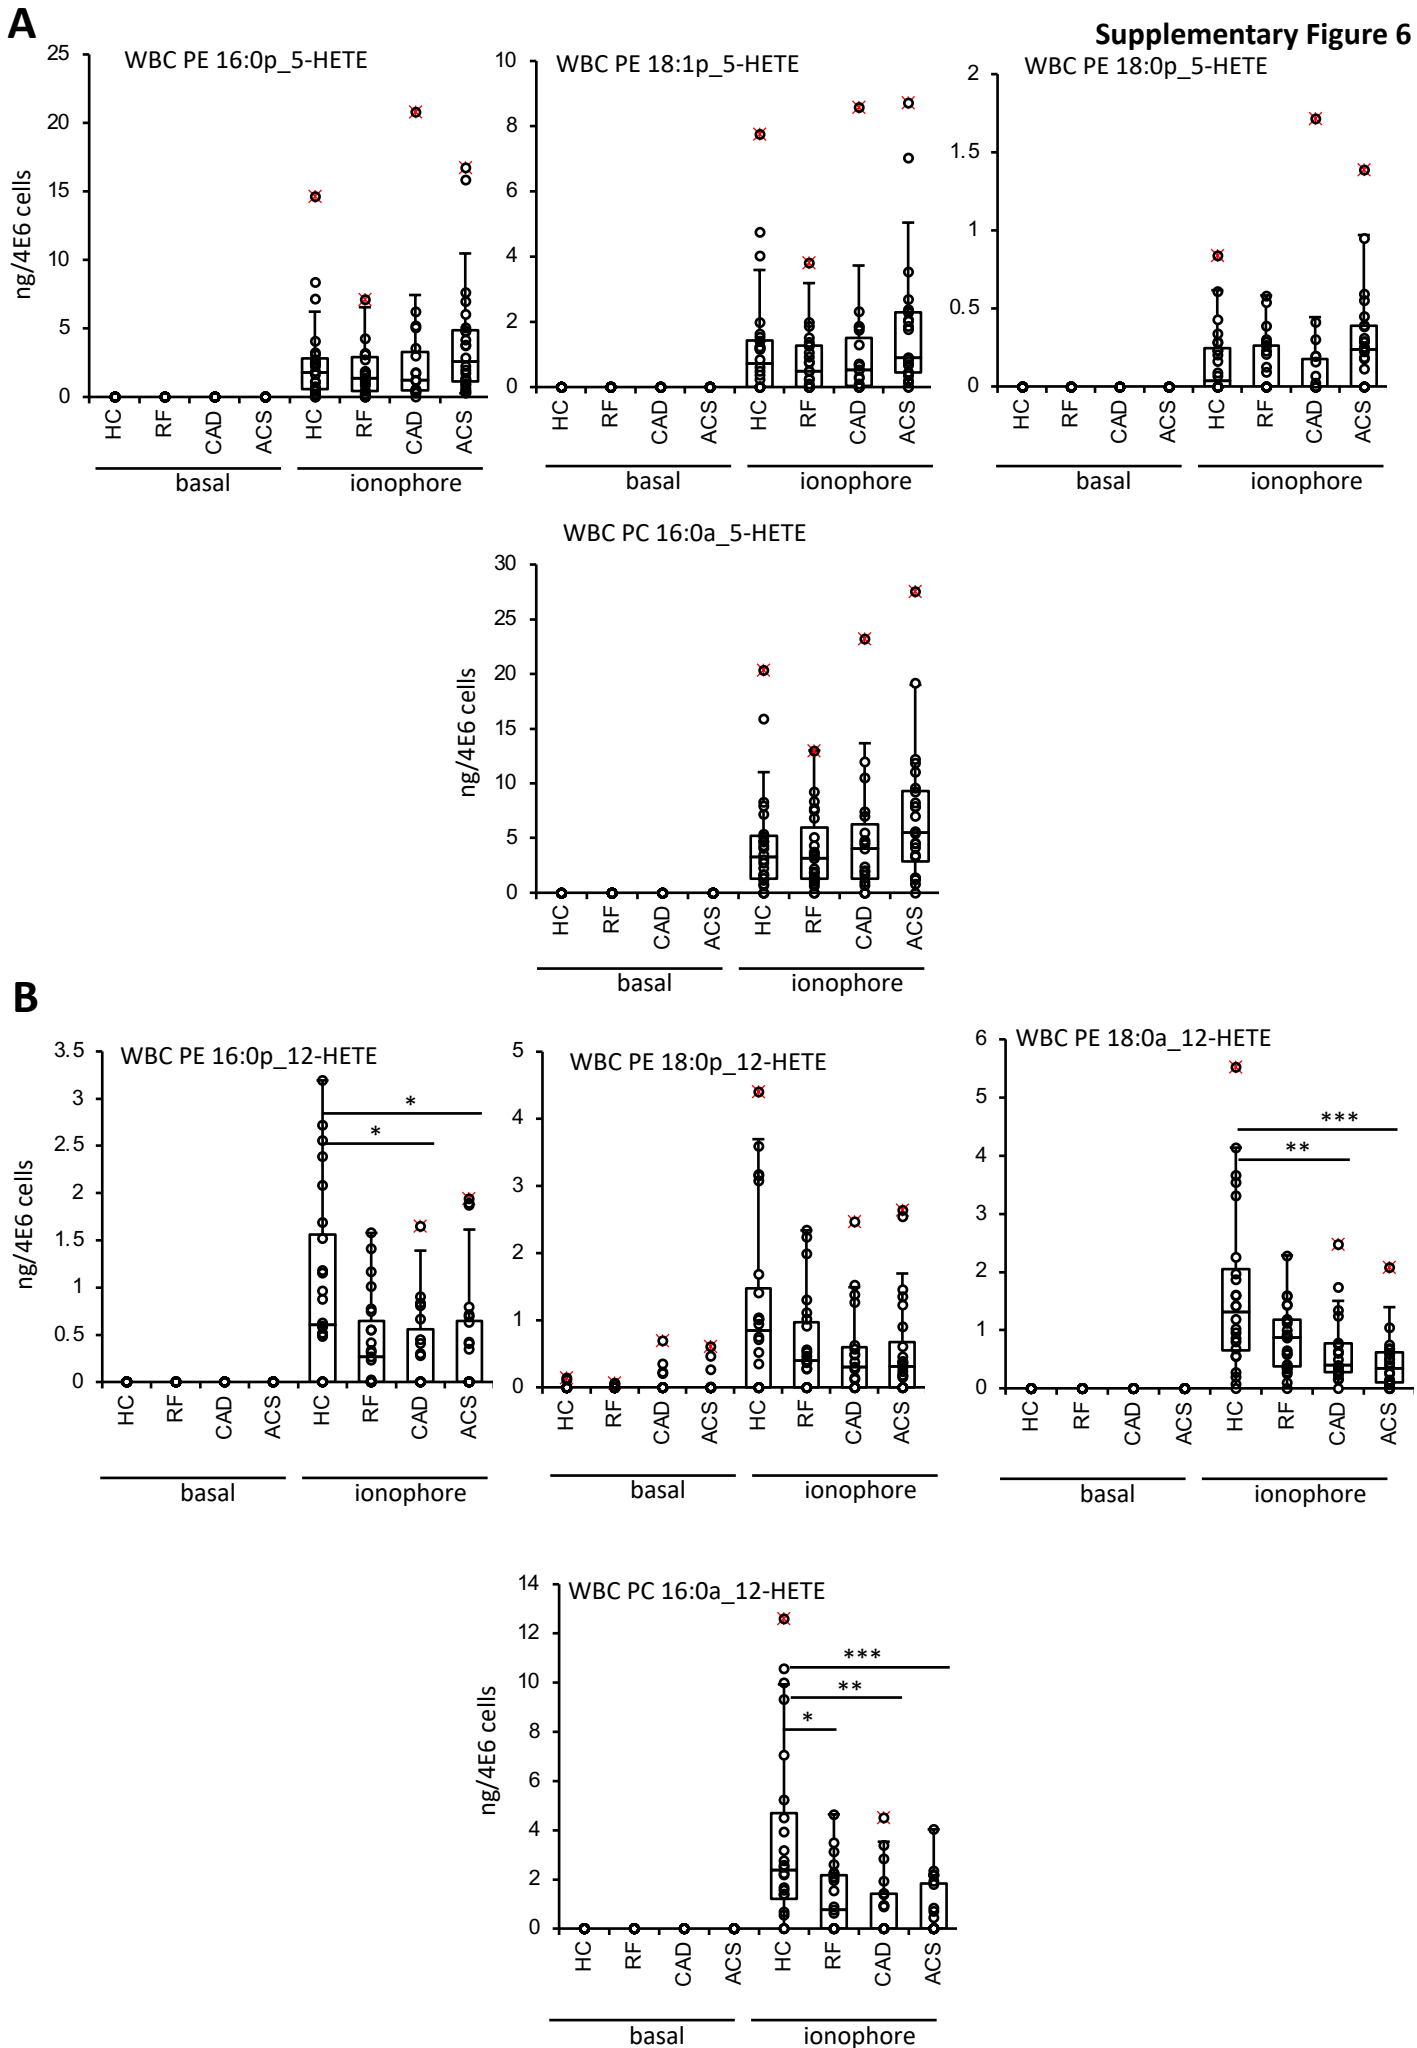 A
Supplementary Figure 6
WBC PE 16:0p_5-HETE
ng/4E6 cells
25
20
15
10
5
0
HC RF CAD ACS HC RF CAD ACS
basal ionophore
WBC PE 18:1p_5-HETE
10
8
6
4
2
0
HC RF CAD ACS HC RF CAD ACS
basal ionophore
WBC PE 18:0p_5-HETE
2
1.5
1
0.5
0
HC RF CAD ACS HC RF CAD ACS
basal ionophore
WBC PC 16:0a_5-HETE
ng/4E6 cells
30
25
20
15
10
5
0
HC RF CAD ACS HC RF CAD ACS
basal ionophore
B
WBC PE 16:0p_12-HETE
ng/4E6 cells
3.5
3
2.5
2
1.5
1
0.5
0
*
*
HC RF CAD ACS HC RF CAD ACS
basal ionophore
WBC PE 18:0p_12-HETE
5
4
3
2
1
0
HC RF CAD ACS HC RF CAD ACS
basal ionophore
WBC PE 18:0a_12-HETE
6
5
4
3
2
1
0
***
**
HC RF CAD ACS HC RF CAD ACS
basal ionophore
WBC PC 16:0a_12-HETE
ng/4E6 cells
14
12
10
8
6
4
2
0
***
**
*
HC RF CAD ACS HC RF CAD ACS
basal ionophore